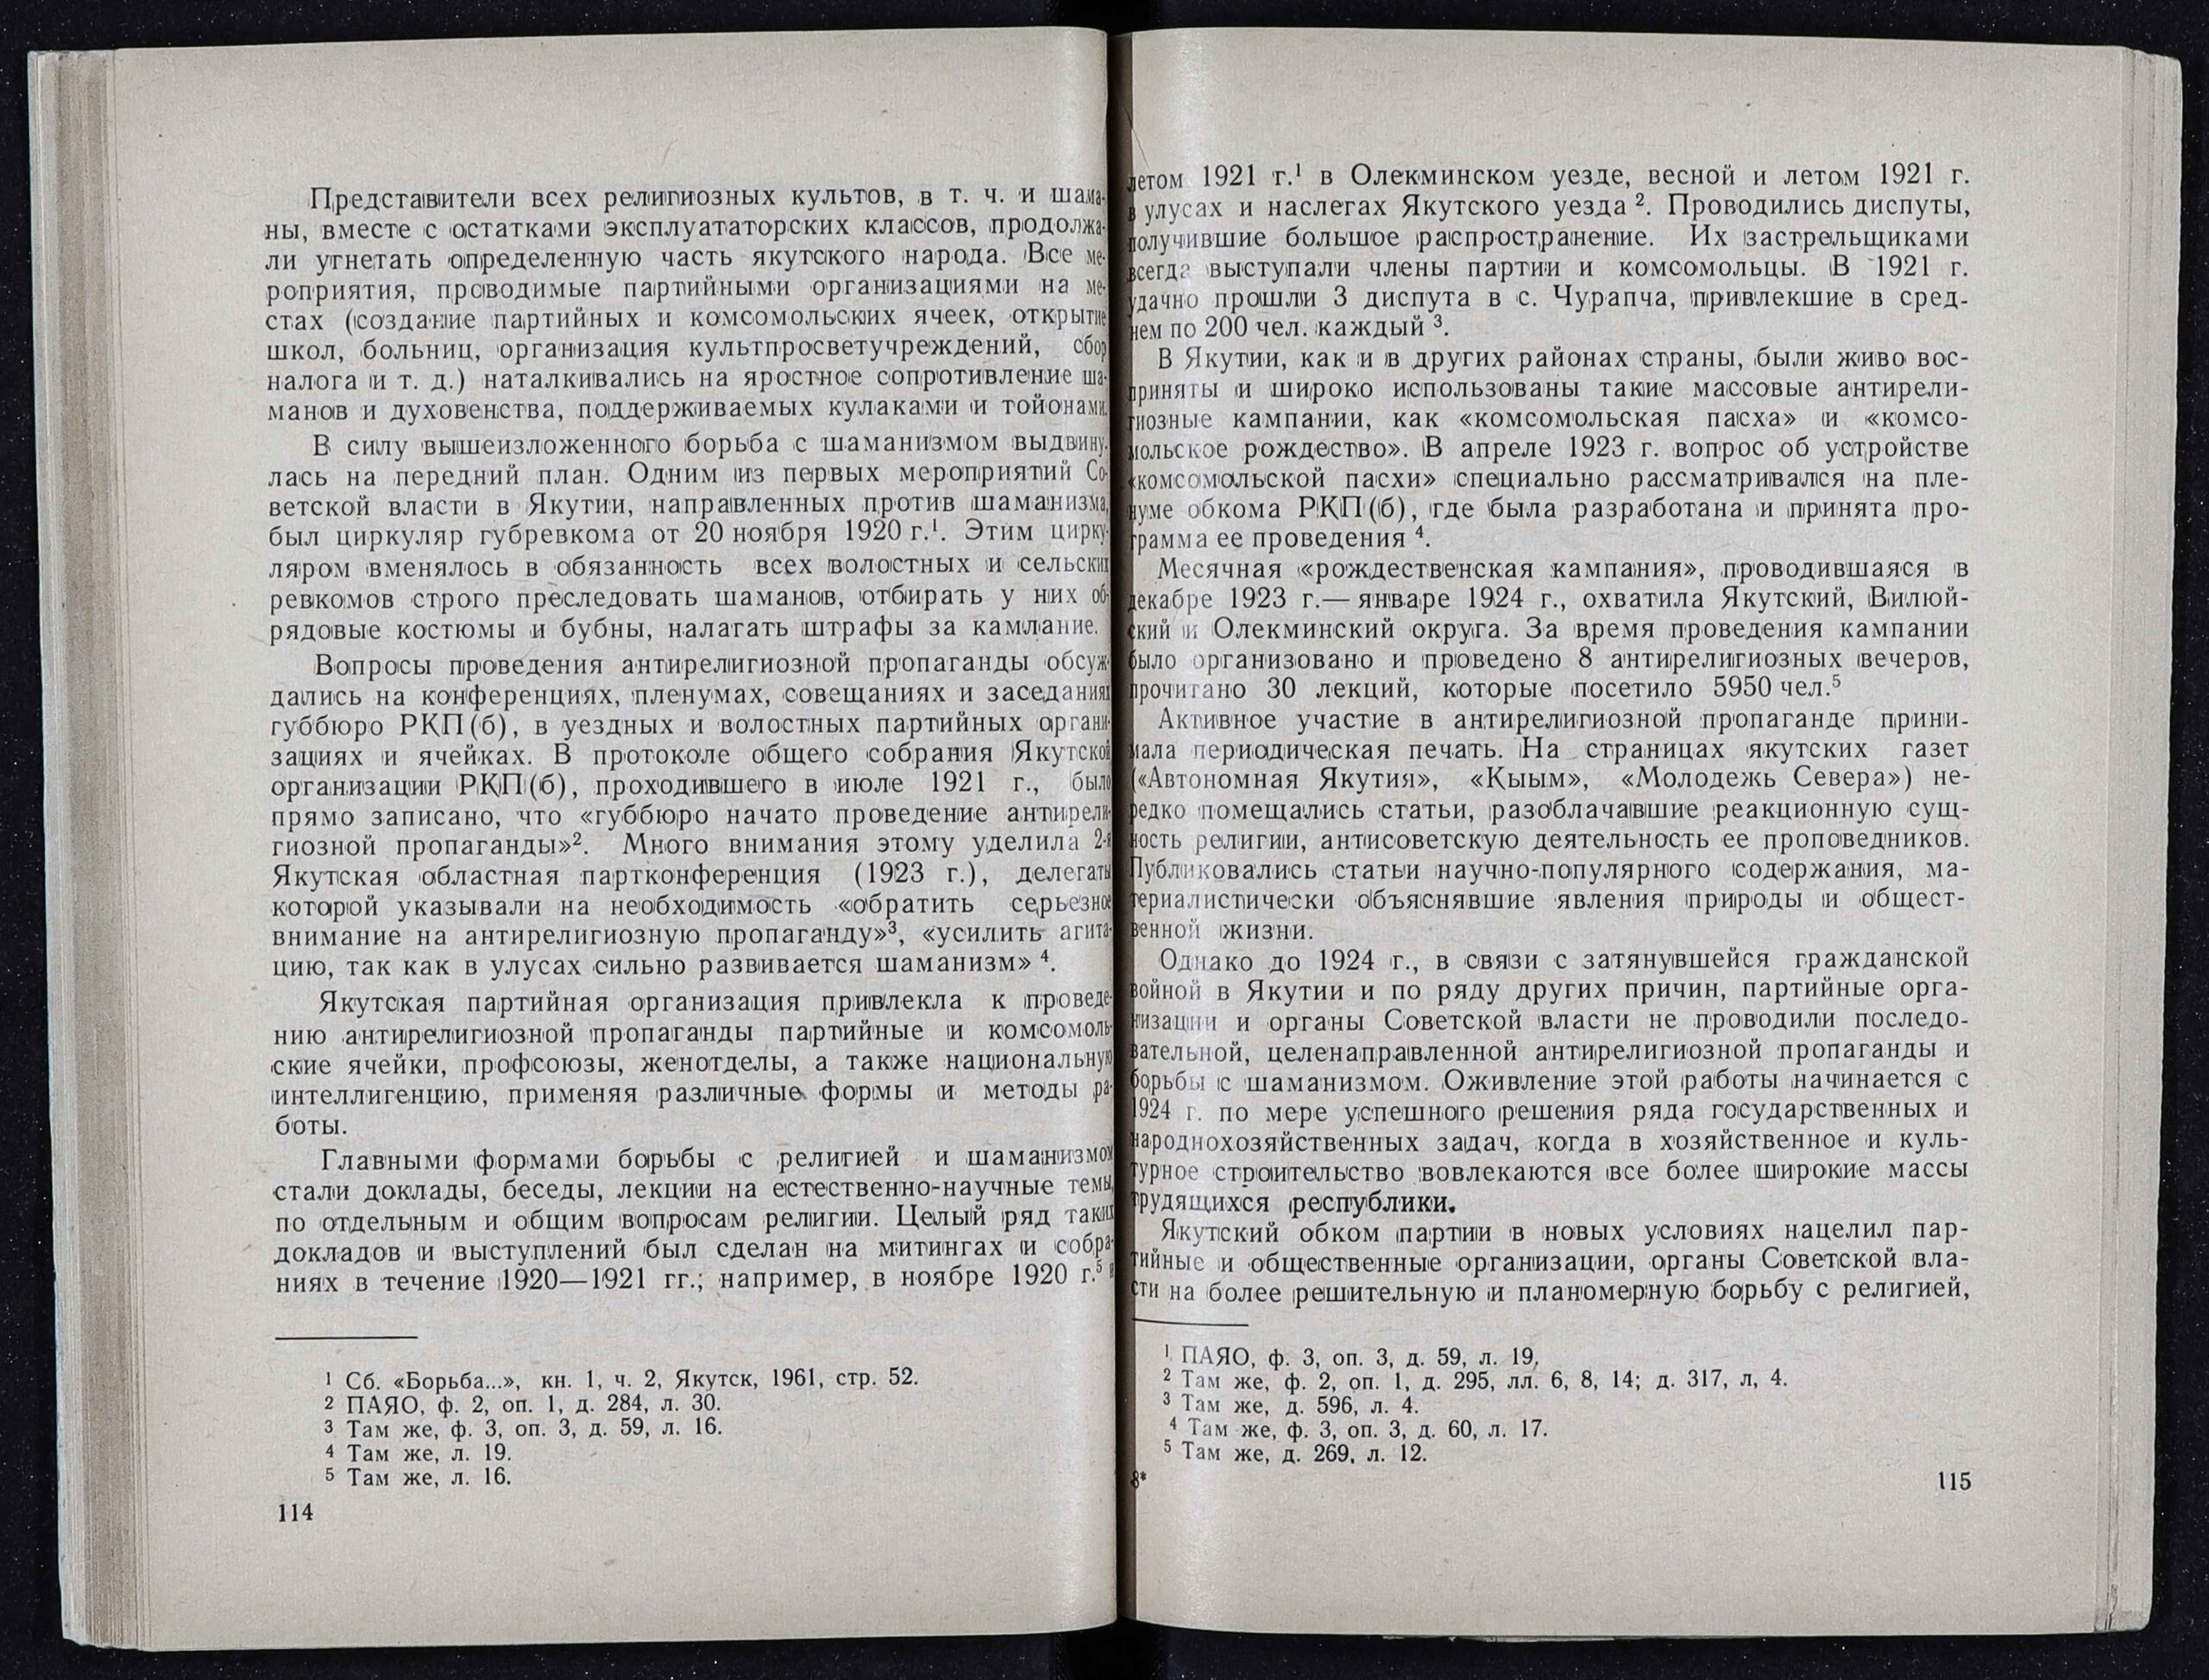 Представители всех религиозных культов, в т. ч. и шама-
ны, вместе с остатками эксплуататорских классов, продолжа-
ли угнетать определенную часть якутского народа. Все ме-
роприятия, проводимые партийными организациями на ме-
стах (создание партийных и комсомольских ячеек, открытие
школ, больниц, организация культпросветучреждений, сбор
налога и т. д.) наталкивались на яростное сопротивление ша-
манов и духовенства, поддерживаемых кулаками и тойонами.
В силу вышеизложенного борьба с шаманизмом выдвину-
лась на передний план. Одним из первых мероприятий Со-
ветской власти в Якутии, направленных против шаманизма,
был циркуляр губревкома от 20 ноября 1920 г.¹. Этим цирку-
ляром вменялось в обязанность всех волостных и сельских
ревкомов строго преследовать шаманов, отбирать у них об-
рядовые костюмы и бубны, налагать штрафы за камлание.
Вопросы проведения антирелигиозной пропаганды обсуж-
дались на конференциях, пленумах, совещаниях и заседаниях
губбюро РКП(б), в уездных и волостных партийных органи-
зациях и ячейках. В протоколе общего собрания Якутской
организации РКП(б), проходившего в июле 1921 г., было
прямо записано, что «губбюро начато проведение антирели-
гиозной пропаганды»². Много внимания этому уделила 2-я
Якутская областная партконференция (1923 г.), делегаты
которой указывали на необходимость «обратить серьезное
внимание на антирелигиозную пропаганду»³, «усилить агита-
цию, так как в улусах сильно развивается шаманизм» ⁴.
Якутская партийная организация привлекла к проведе-
нию антирелигиозной пропаганды партийные и комсомоль-
ские ячейки, профсоюзы, женотделы, а также национальную
интеллигенцию, применяя различные формы и методы ра-
боты.
Главными формами борьбы с религией и шаманизмом
стали доклады, беседы, лекции на естественно-научные темы,
по отдельным и общим вопросам религии. Целый ряд таких
докладов и выступлений был сделан на митингах и собра-
ниях в течение 1920—1921 гг.; например, в ноябре 1920 г.⁵ и
¹ Сб. «Борьба...», кн. 1, ч. 2, Якутск, 1961, стр. 52.
² ПАЯО, ф. 2, оп. 1, д. 284, л. 30.
³ Там же, ф. 3, оп. 3, д. 59, л. 16.
⁴ Там же, л. 19.
⁵ Там же, л. 16.
114
летом 1921 г.¹ в Олекминском уезде, весной и летом 1921 г.
в улусах и наслегах Якутского уезда ². Проводились диспуты,
получившие большое распространение. Их застрельщиками
всегда выступали члены партии и комсомольцы. В 1921 г.
удачно прошли 3 диспута в с. Чурапча, привлекшие в сред-
нем по 200 чел. каждый ³.
В Якутии, как и в других районах страны, были живо вос-
приняты и широко использованы такие массовые антирели-
гиозные кампании, как «комсомольская пасха» и «комсо-
мольское рождество». В апреле 1923 г. вопрос об устройстве
«комсомольской пасхи» специально рассматривался на пле-
нуме обкома РКП(б), где была разработана и принята про-
грамма ее проведения ⁴.
Месячная «рождественская кампания», проводившаяся в
декабре 1923 г.— январе 1924 г., охватила Якутский, Вилюй-
ский и Олекминский округа. За время проведения кампании
было организовано и проведено 8 антирелигиозных вечеров,
прочитано 30 лекций, которые посетило 5950 чел.⁵
Активное участие в антирелигиозной пропаганде прини-
мала периодическая печать. На страницах якутских газет
(«Автономная Якутия», «Кыым», «Молодежь Севера») не-
редко помещались статьи, разоблачавшие реакционную сущ-
ность религии, антисоветскую деятельность ее проповедников.
Публиковались статьи научно-популярного содержания, ма-
териалистически объяснявшие явления природы и общест-
венной жизни.
Однако до 1924 г., в связи с затянувшейся гражданской
войной в Якутии и по ряду других причин, партийные орга-
низации и органы Советской власти не проводили последо-
вательной, целенаправленной антирелигиозной пропаганды и
борьбы с шаманизмом. Оживление этой работы начинается с
1924 г. по мере успешного решения ряда государственных и
народнохозяйственных задач, когда в хозяйственное и куль-
турное строительство вовлекаются все более широкие массы
трудящихся республики.
Якутский обком партии в новых условиях нацелил пар-
тийные и общественные организации, органы Советской вла-
сти на более решительную и планомерную борьбу с религией,
¹ ПАЯО, ф. 3, оп. 3, д. 59, л. 19,
² Там же, ф. 2, оп. 1, д. 295, лл. 6, 8, 14; д. 317, л, 4.
³ Там же, д. 596, л. 4.
⁴ Там же, ф. 3, оп. 3, д. 60, л. 17.
⁵ Там же, д. 269, л. 12.
8*
115